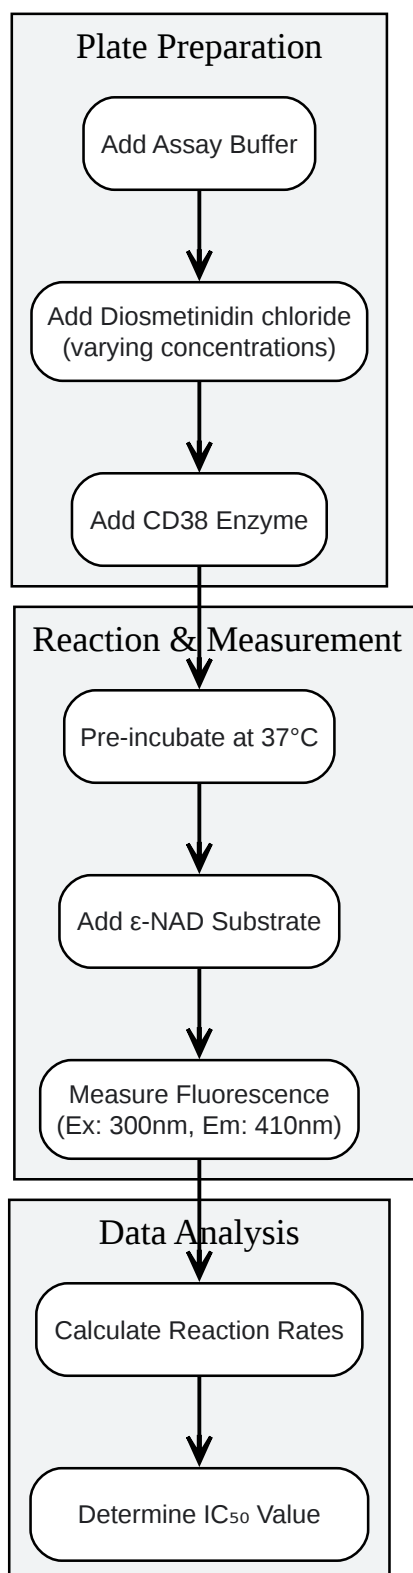 Plate Preparation
Add Assay Buffer
Add Diosmetinidin chloride
(varying concentrations)
Add CD38 Enzyme
Reaction & Measurement
Pre-incubate at 37°C
Add ε-NAD Substrate
Measure Fluorescence
(Ex: 300nm, Em: 410nm)
Data Analysis
Calculate Reaction Rates
Determine IC₅₀ Value